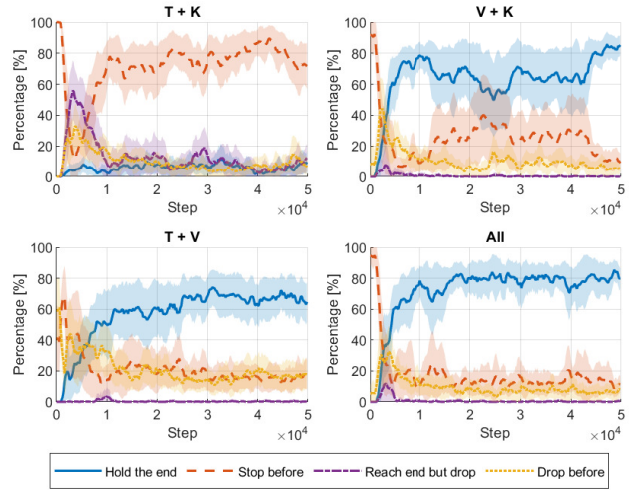 T + K
V + K
Percentage [%]
100
80
60
40
20
0
0 1 2 3 4 5
Step
×10⁴
Percentage [%]
100
80
60
40
20
0
0 1 2 3 4 5
Step
×10⁴
T + V
All
Percentage [%]
100
80
60
40
20
0
0 1 2 3 4 5
Step
×10⁴
Percentage [%]
100
80
60
40
20
0
0 1 2 3 4 5
Step
×10⁴
Hold the end Stop before Reach end but drop Drop before